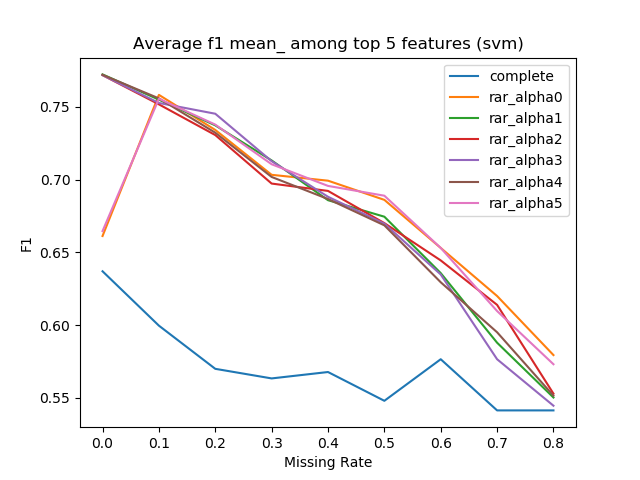 Average f1 mean_ among top 5 features (svm)
complete
rar_alpha0
rar_alpha1
rar_alpha2
rar_alpha3
rar_alpha4
rar_alpha5
F1
0.75
0.70
0.65
0.60
0.55
0.0 0.1 0.2 0.3 0.4 0.5 0.6 0.7 0.8
Missing Rate